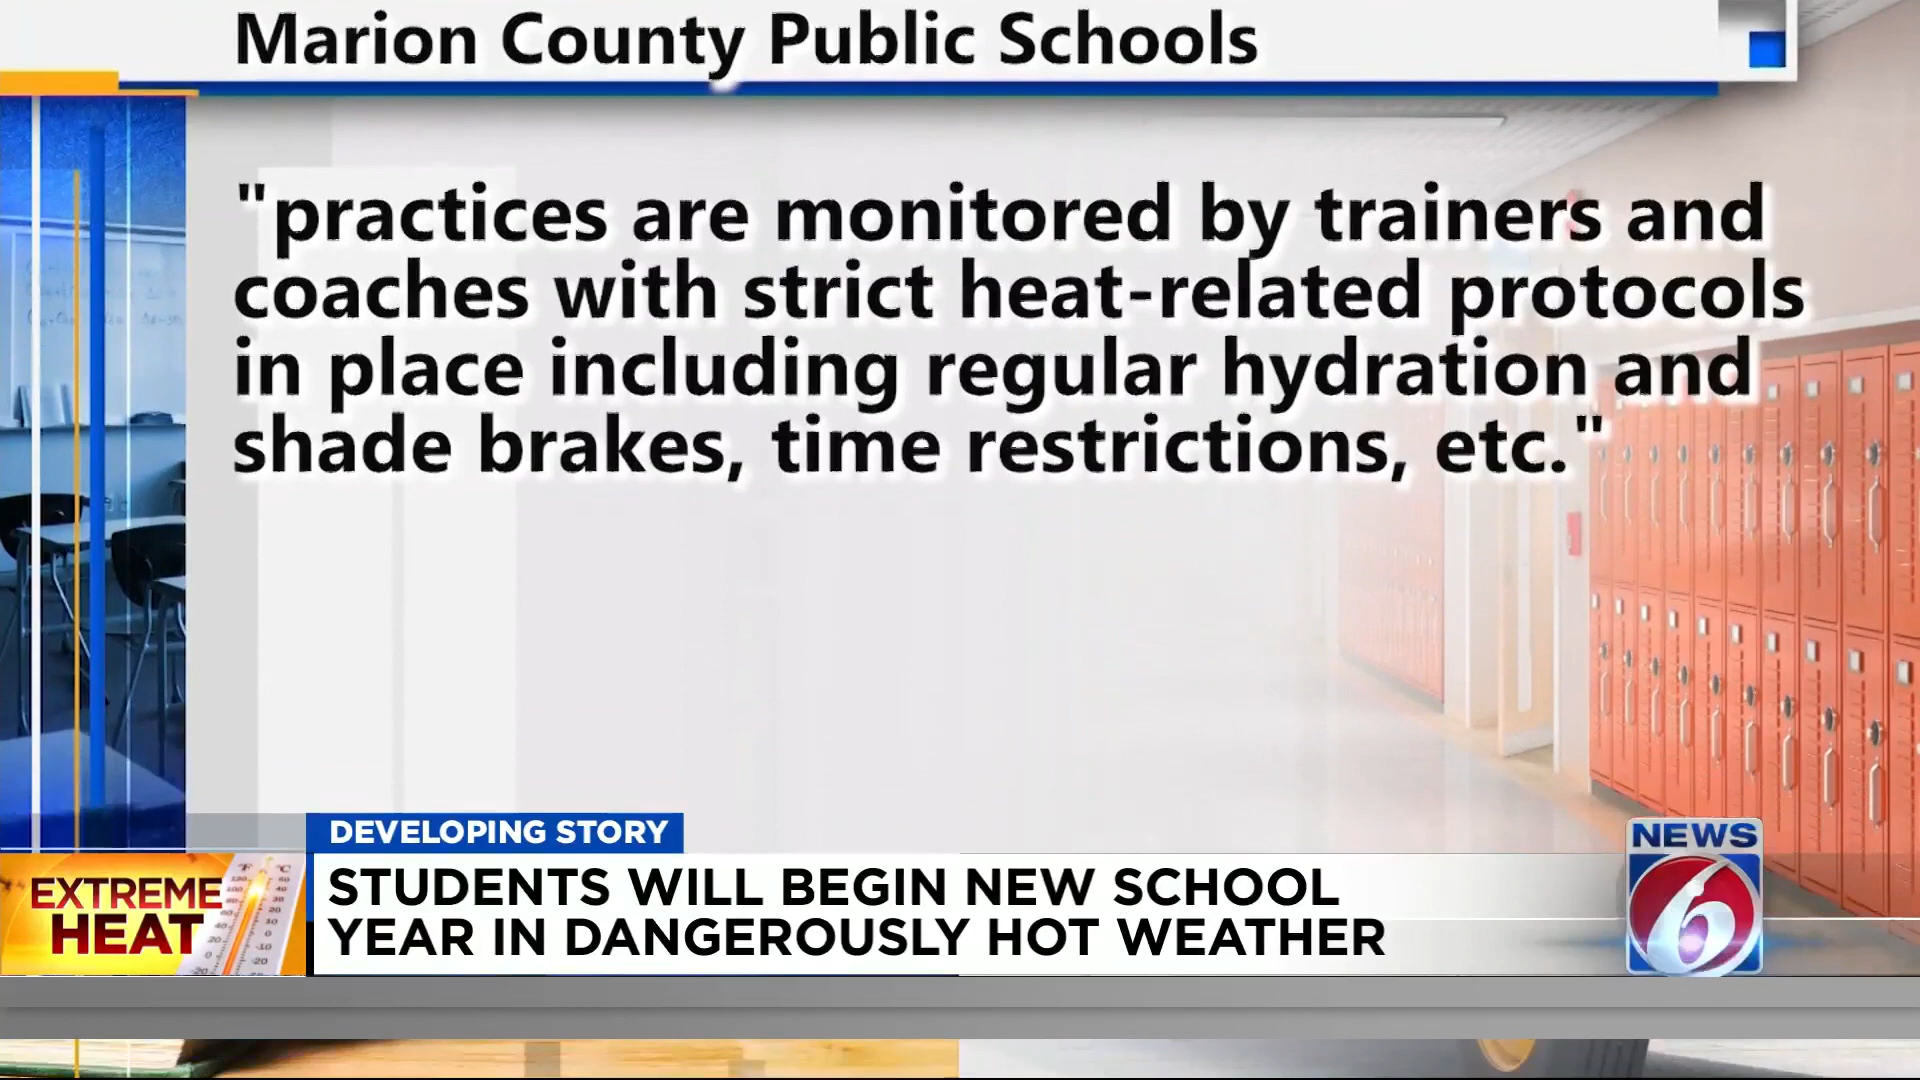 Marion County Public Schools
"practices are monitored by trainers and
coaches with strict heat-related protocols
in place including regular hydration and
shade brakes, time restrictions, etc."
DEVELOPING STORY
EXTREME
HEAT
STUDENTS WILL BEGIN NEW SCHOOL
YEAR IN DANGEROUSLY HOT WEATHER
NEWS
6